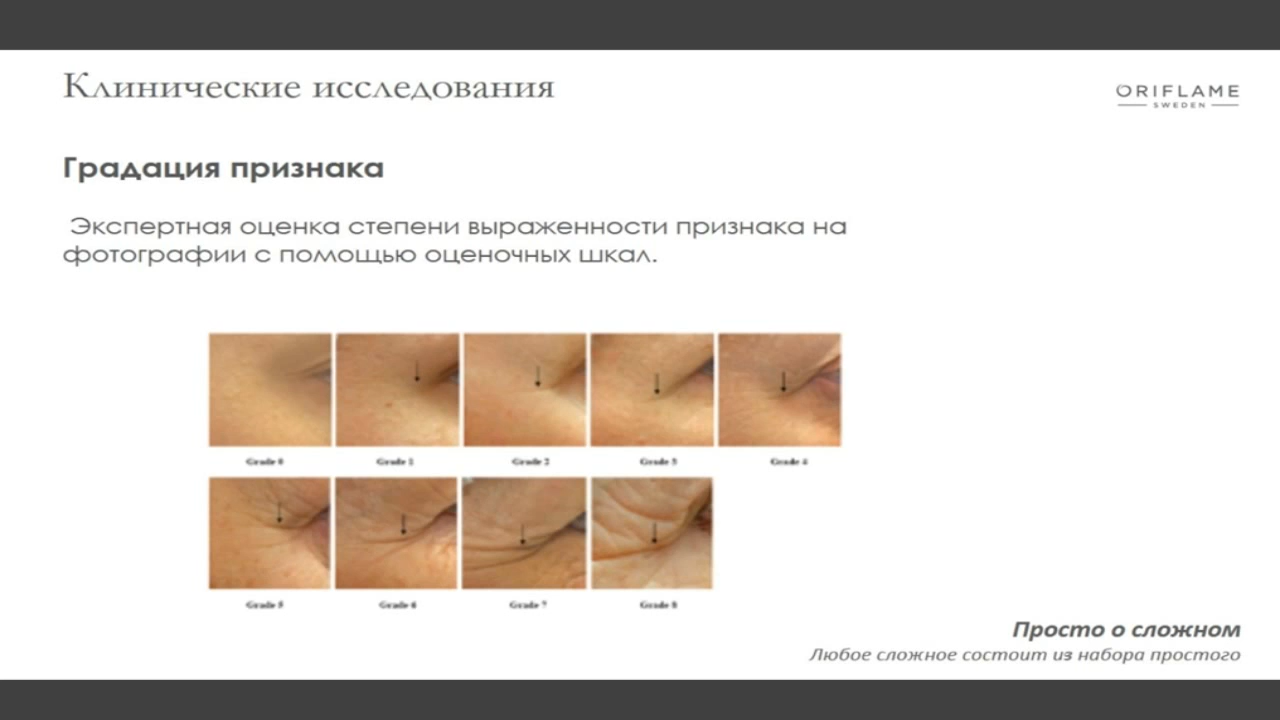 Клинические исследования
ORIFLAME
SWEDEN
Градация признака
Экспертная оценка степени выраженности признака на
фотографии с помощью оценочных шкал.
Grade 0 Grade 1 Grade 2 Grade 3 Grade 4
Grade 5 Grade 6 Grade 7 Grade 8
Просто о сложном
Любое сложное состоит из набора простого